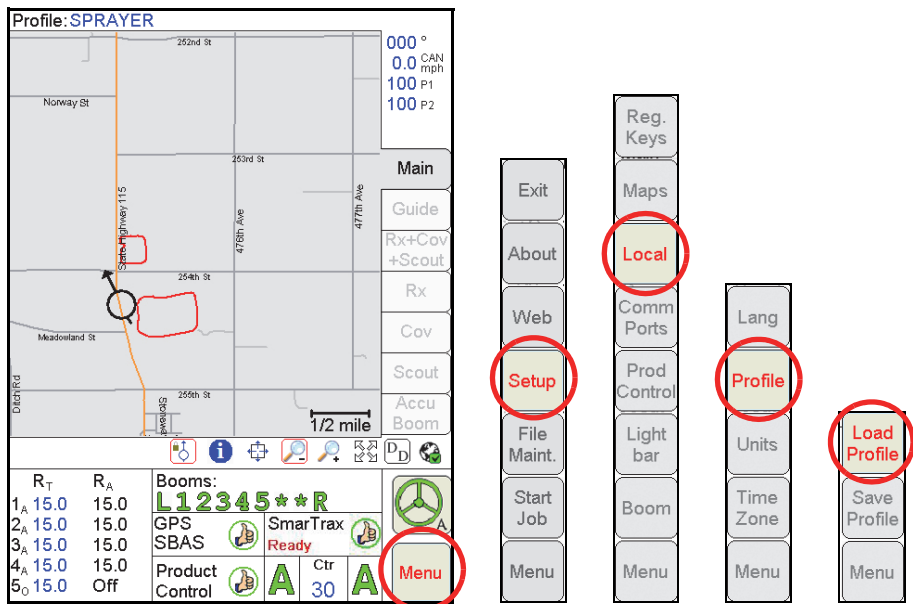 Profile: SPRAYER
252nd St
000 °
0.0 CAN mph
100 P1
100 P2
Norway St
253rd St
State Highway 115
476th Ave
477th Ave
254th St
Meadowland St
Ditch Rd
255th St
1/2 mile
Main
Guide
Rx+Cov
+Scout
Rx
Cov
Scout
Accu
Boom
DD
RT RA
1A 15.0 15.0
2A 15.0 15.0
3A 15.0 15.0
4A 15.0 15.0
5O 15.0 Off
Booms:
L12345**R
GPS
SBAS
SmarTrax
Ready
A
Product
Control
A
Ctr
30
A
Menu
Exit
About
Web
Setup
File
Maint.
Start
Job
Menu
Reg.
Keys
Maps
Local
Comm
Ports
Prod
Control
Light
bar
Boom
Menu
Lang
Profile
Units
Time
Zone
Menu
Load
Profile
Save
Profile
Menu